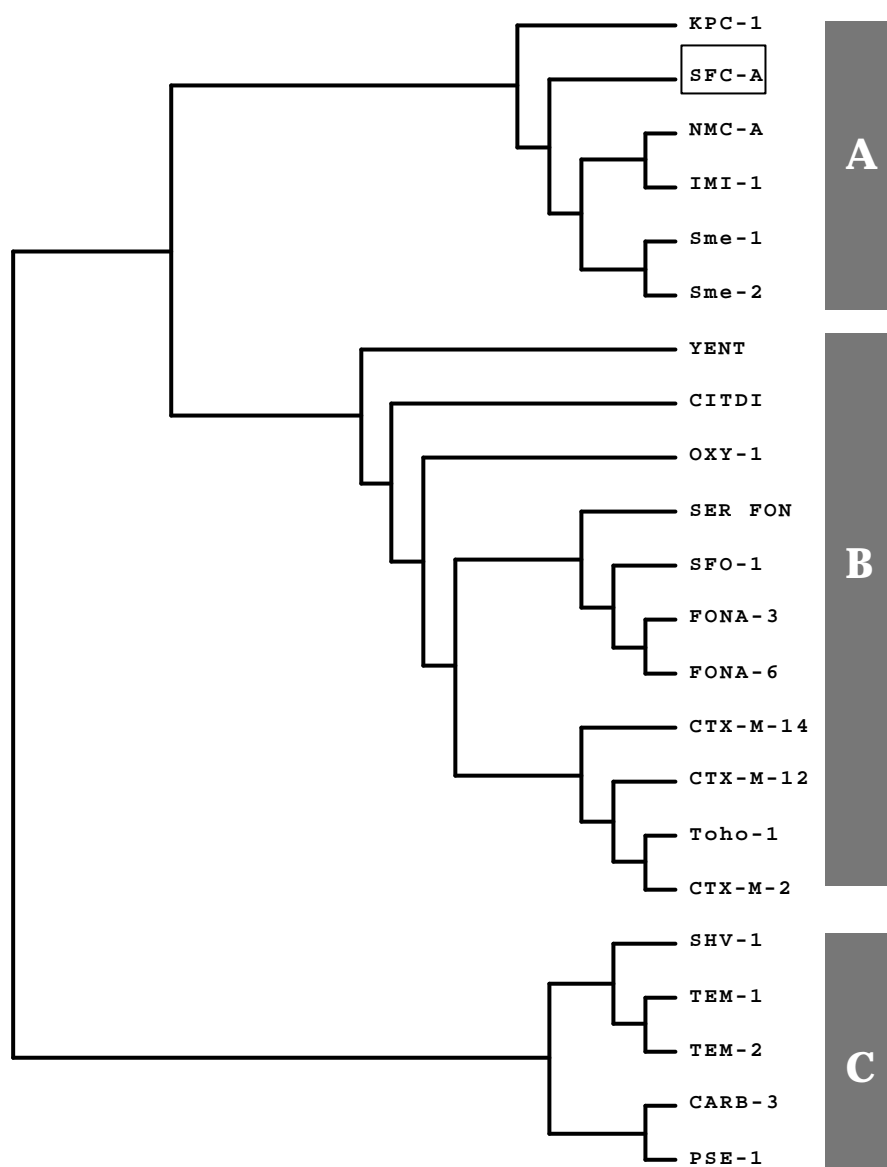 KPC-1
SFC-A
NMC-A
A
IMI-1
Sme-1
Sme-2
YENT
CITDI
OXY-1
SER FON
B
SFO-1
FONA-3
FONA-6
CTX-M-14
CTX-M-12
Toho-1
CTX-M-2
SHV-1
TEM-1
TEM-2
C
CARB-3
PSE-1